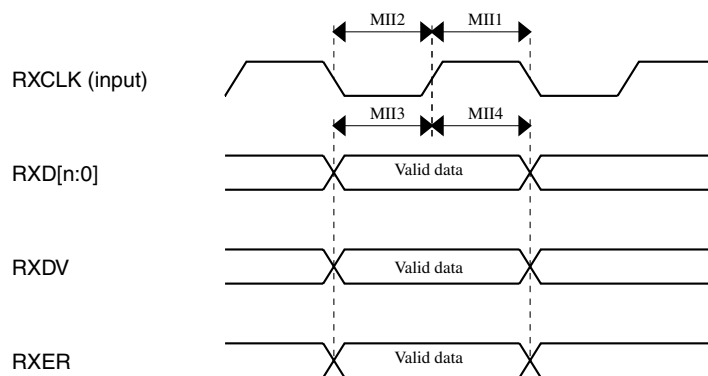 MII2 MII1
RXCLK (input)
MII3 MII4
RXD[n:0] Valid data
RXDV Valid data
RXER Valid data